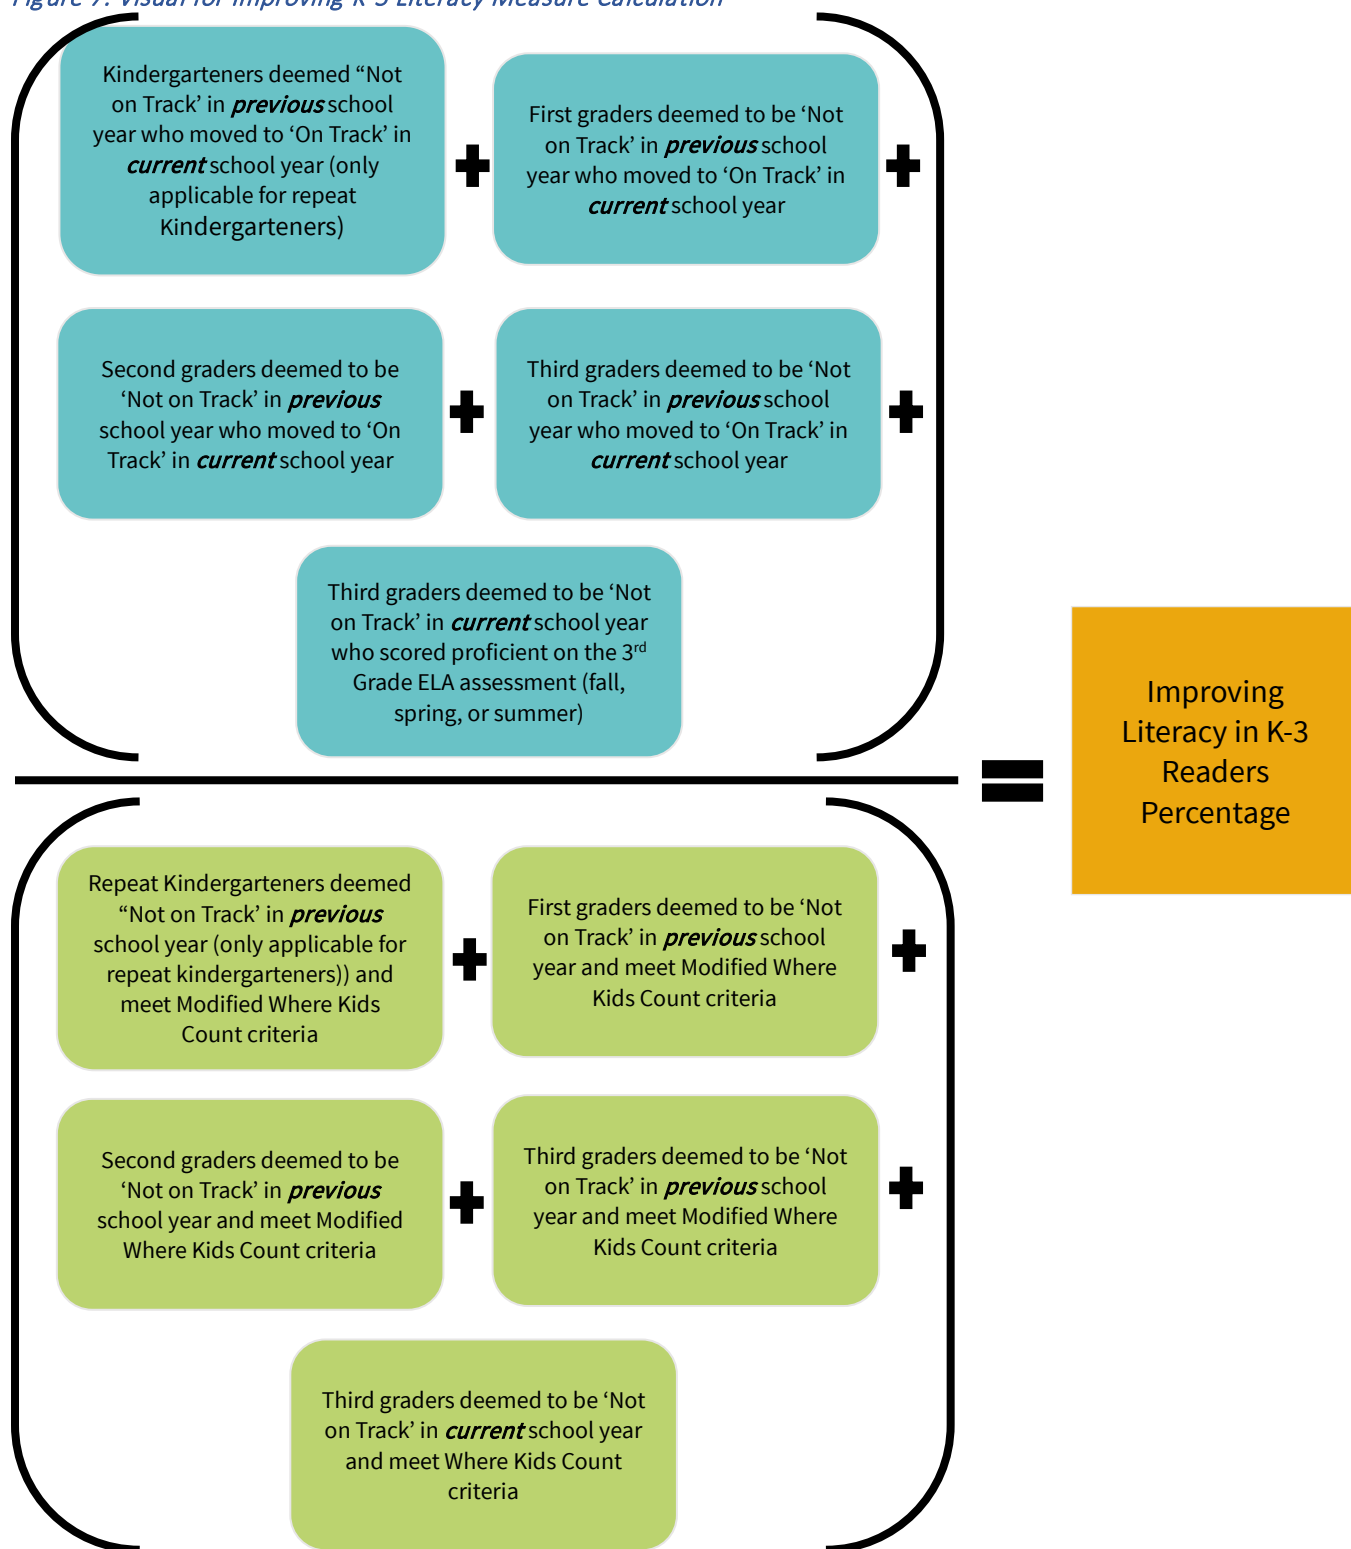 Figure 7. Visual for Improving K-3 Literacy Measure Calculation
Kindergarteners deemed “Not
on Track’ in previous school
year who moved to ‘On Track’ in
current school year (only
applicable for repeat
Kindergarteners)
+
First graders deemed to be ‘Not
on Track’ in previous school
year who moved to ‘On Track’ in
current school year
+
Second graders deemed to be
‘Not on Track’ in previous
school year who moved to ‘On
Track’ in current school year
+
Third graders deemed to be ‘Not
on Track’ in previous school
year who moved to ‘On Track’ in
current school year
+
Third graders deemed to be ‘Not
on Track’ in current school year
who scored proficient on the 3rd
Grade ELA assessment (fall,
spring, or summer)
=
Improving
Literacy in K-3
Readers
Percentage
Repeat Kindergarteners deemed
“Not on Track’ in previous
school year (only applicable for
repeat kindergarteners)) and
meet Modified Where Kids
Count criteria
+
First graders deemed to be ‘Not
on Track’ in previous school
year and meet Modified Where
Kids Count criteria
+
Second graders deemed to be
‘Not on Track’ in previous
school year and meet Modified
Where Kids Count criteria
+
Third graders deemed to be ‘Not
on Track’ in previous school
year and meet Modified Where
Kids Count criteria
+
Third graders deemed to be ‘Not
on Track’ in current school year
and meet Where Kids Count
criteria